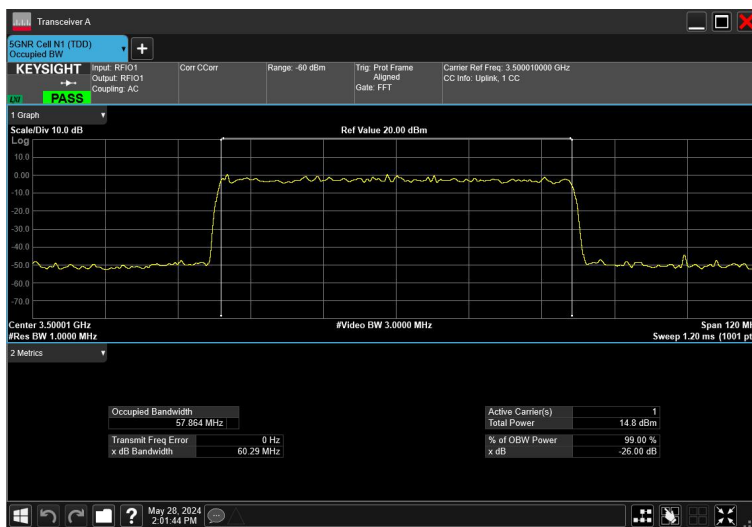 Transceiver A
5GNR Cell N1 (TDD)
Occupied BW
KEYSIGHT
LXI
PASS
Input: RFIO1
Output: RFIO1
Coupling: AC
Corr CCorr
Range: -60 dBm
Trig: Prot Frame
Aligned
Gate: FFT
Carrier Ref Freq: 3.500010000 GHz
CC Info: Uplink, 1 CC
1 Graph
Scale/Div 10.0 dB
Ref Value 20.00 dBm
Log
10.0
0.00
-10.0
-20.0
-30.0
-40.0
-50.0
-60.0
-70.0
Center 3.50001 GHz
#Video BW 3.0000 MHz
Span 120 MH
#Res BW 1.0000 MHz
Sweep 1.20 ms (1001 pt
2 Metrics
Occupied Bandwidth
57.864 MHz
Transmit Freq Error 0 Hz
x dB Bandwidth 60.29 MHz
Active Carrier(s) 1
Total Power 14.8 dBm
% of OBW Power 99.00 %
x dB -26.00 dB
May 28, 2024
2:01:44 PM